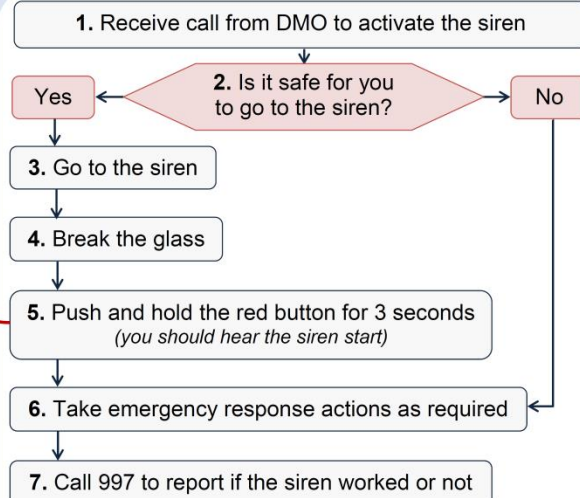 1. Receive call from DMO to activate the siren
2. Is it safe for you
to go to the siren?
Yes
No
3. Go to the siren
4. Break the glass
5. Push and hold the red button for 3 seconds
(you should hear the siren start)
6. Take emergency response actions as required
7. Call 997 to report if the siren worked or not